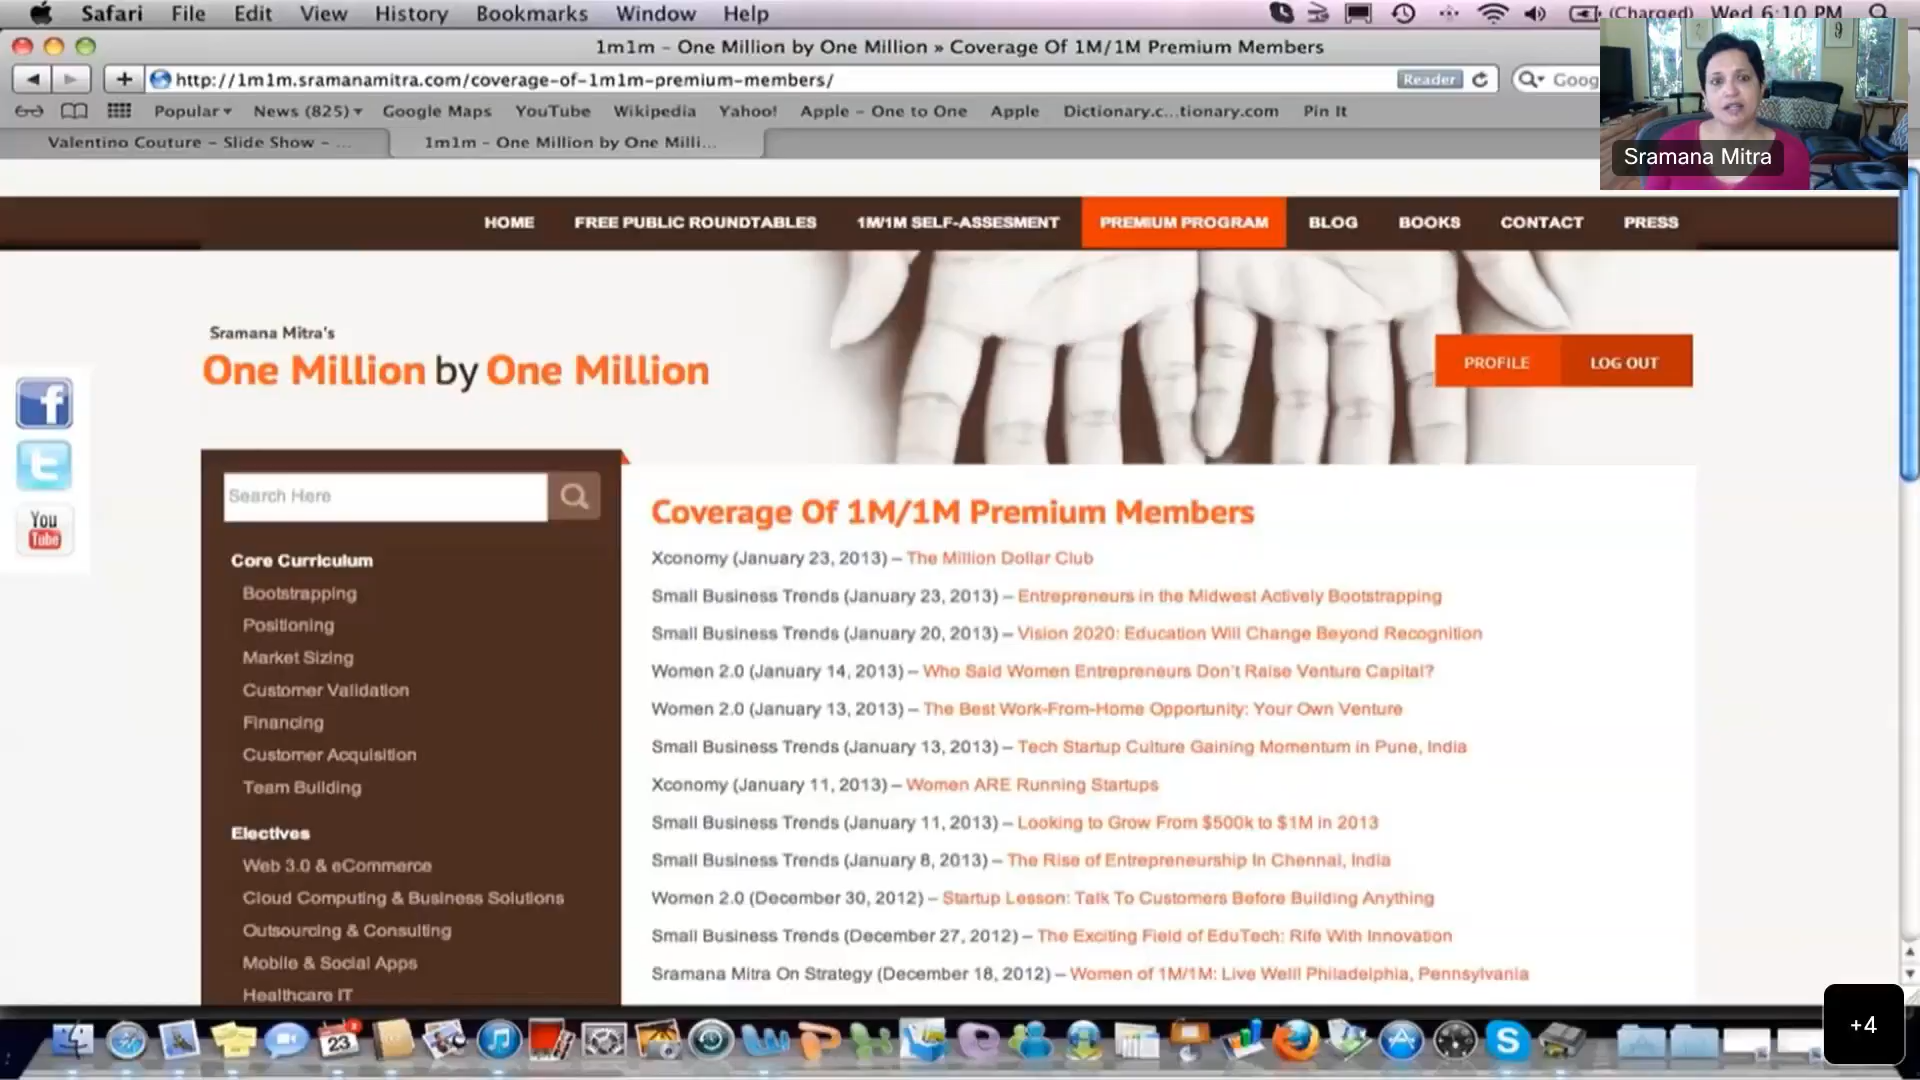 Safari File Edit View History Bookmarks Window Help (Charged) Wed 6:10 PM
1m1m – One Million by One Million » Coverage Of 1M/1M Premium Members
http://1m1m.sramanamitra.com/coverage-of-1m1m-premium-members/ Reader Goog
Popular News (825) Google Maps YouTube Wikipedia Yahoo! Apple – One to One Apple Dictionary.c...tionary.com Pin It
Valentino Couture – Slide Show – ... 1m1m – One Million by One Milli...
Sramana Mitra
HOME FREE PUBLIC ROUNDTABLES 1M/1M SELF-ASSESMENT PREMIUM PROGRAM BLOG BOOKS CONTACT PRESS
Sramana Mitra's
One Million by One Million
PROFILE LOG OUT
You
Tube
Search Here
Core Curriculum
Bootstrapping
Positioning
Market Sizing
Customer Validation
Financing
Customer Acquisition
Team Building
Electives
Web 3.0 & eCommerce
Cloud Computing & Business Solutions
Outsourcing & Consulting
Mobile & Social Apps
Healthcare IT
Coverage Of 1M/1M Premium Members
Xconomy (January 23, 2013) – The Million Dollar Club
Small Business Trends (January 23, 2013) – Entrepreneurs in the Midwest Actively Bootstrapping
Small Business Trends (January 20, 2013) – Vision 2020: Education Will Change Beyond Recognition
Women 2.0 (January 14, 2013) – Who Said Women Entrepreneurs Don't Raise Venture Capital?
Women 2.0 (January 13, 2013) – The Best Work-From-Home Opportunity: Your Own Venture
Small Business Trends (January 13, 2013) – Tech Startup Culture Gaining Momentum in Pune, India
Xconomy (January 11, 2013) – Women ARE Running Startups
Small Business Trends (January 11, 2013) – Looking to Grow From $500k to $1M in 2013
Small Business Trends (January 8, 2013) – The Rise of Entrepreneurship In Chennai, India
Women 2.0 (December 30, 2012) – Startup Lesson: Talk To Customers Before Building Anything
Small Business Trends (December 27, 2012) – The Exciting Field of EduTech: Rife With Innovation
Sramana Mitra On Strategy (December 18, 2012) – Women of 1M/1M: Live Well! Philadelphia, Pennsylvania
23
+4